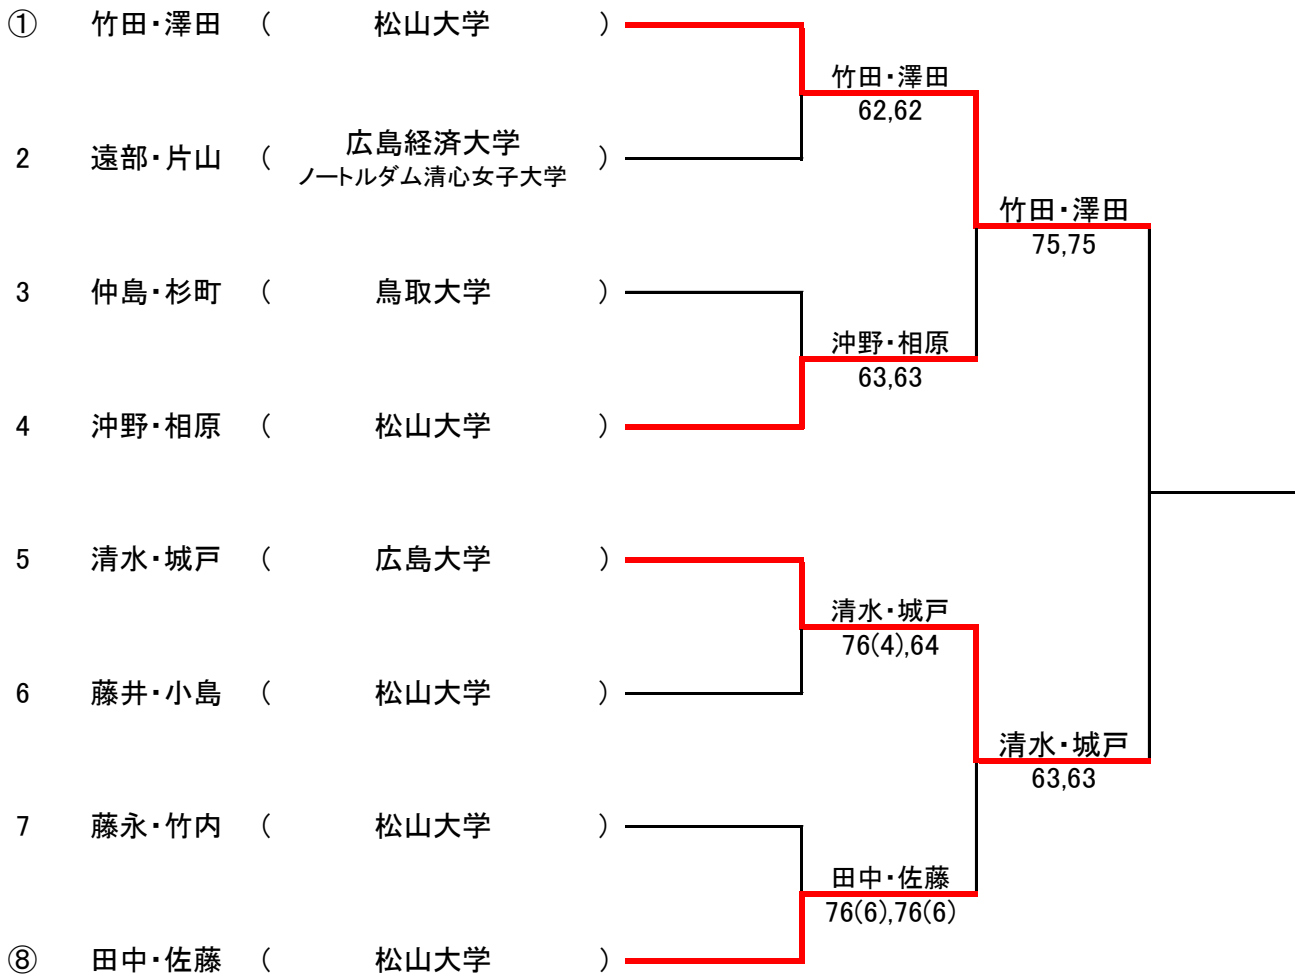 ① 竹田・澤田 （ 松山大学 ）
竹田・澤田
62,62
2 遠部・片山 （ 広島経済大学 ノートルダム清心女子大学 ）
竹田・澤田
75,75
3 仲島・杉町 （ 鳥取大学 ）
沖野・相原
63,63
4 沖野・相原 （ 松山大学 ）
5 清水・城戸 （ 広島大学 ）
清水・城戸
76(4),64
6 藤井・小島 （ 松山大学 ）
清水・城戸
63,63
7 藤永・竹内 （ 松山大学 ）
田中・佐藤
76(6),76(6)
⑧ 田中・佐藤 （ 松山大学 ）